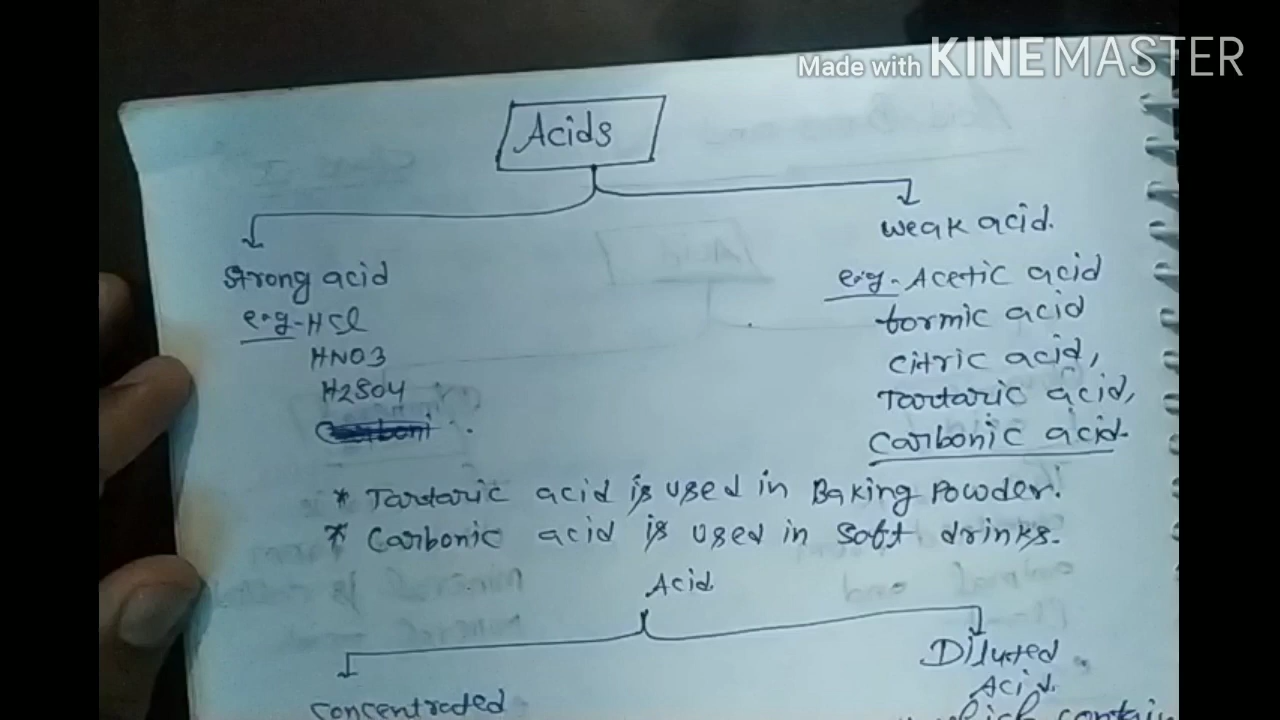 Made with KINEMASTER
Acids
Strong acid
e.g- HCl
HNO3
H2SO4
weak acid.
e.g.- Acetic acid
formic acid
citric acid,
Tartaric acid,
carbonic acid.
* Tartaric acid is used in Baking Powder.
* Carbonic acid is used in soft drinks.
Acid
concentrated
Diluted
Acid.
which contain